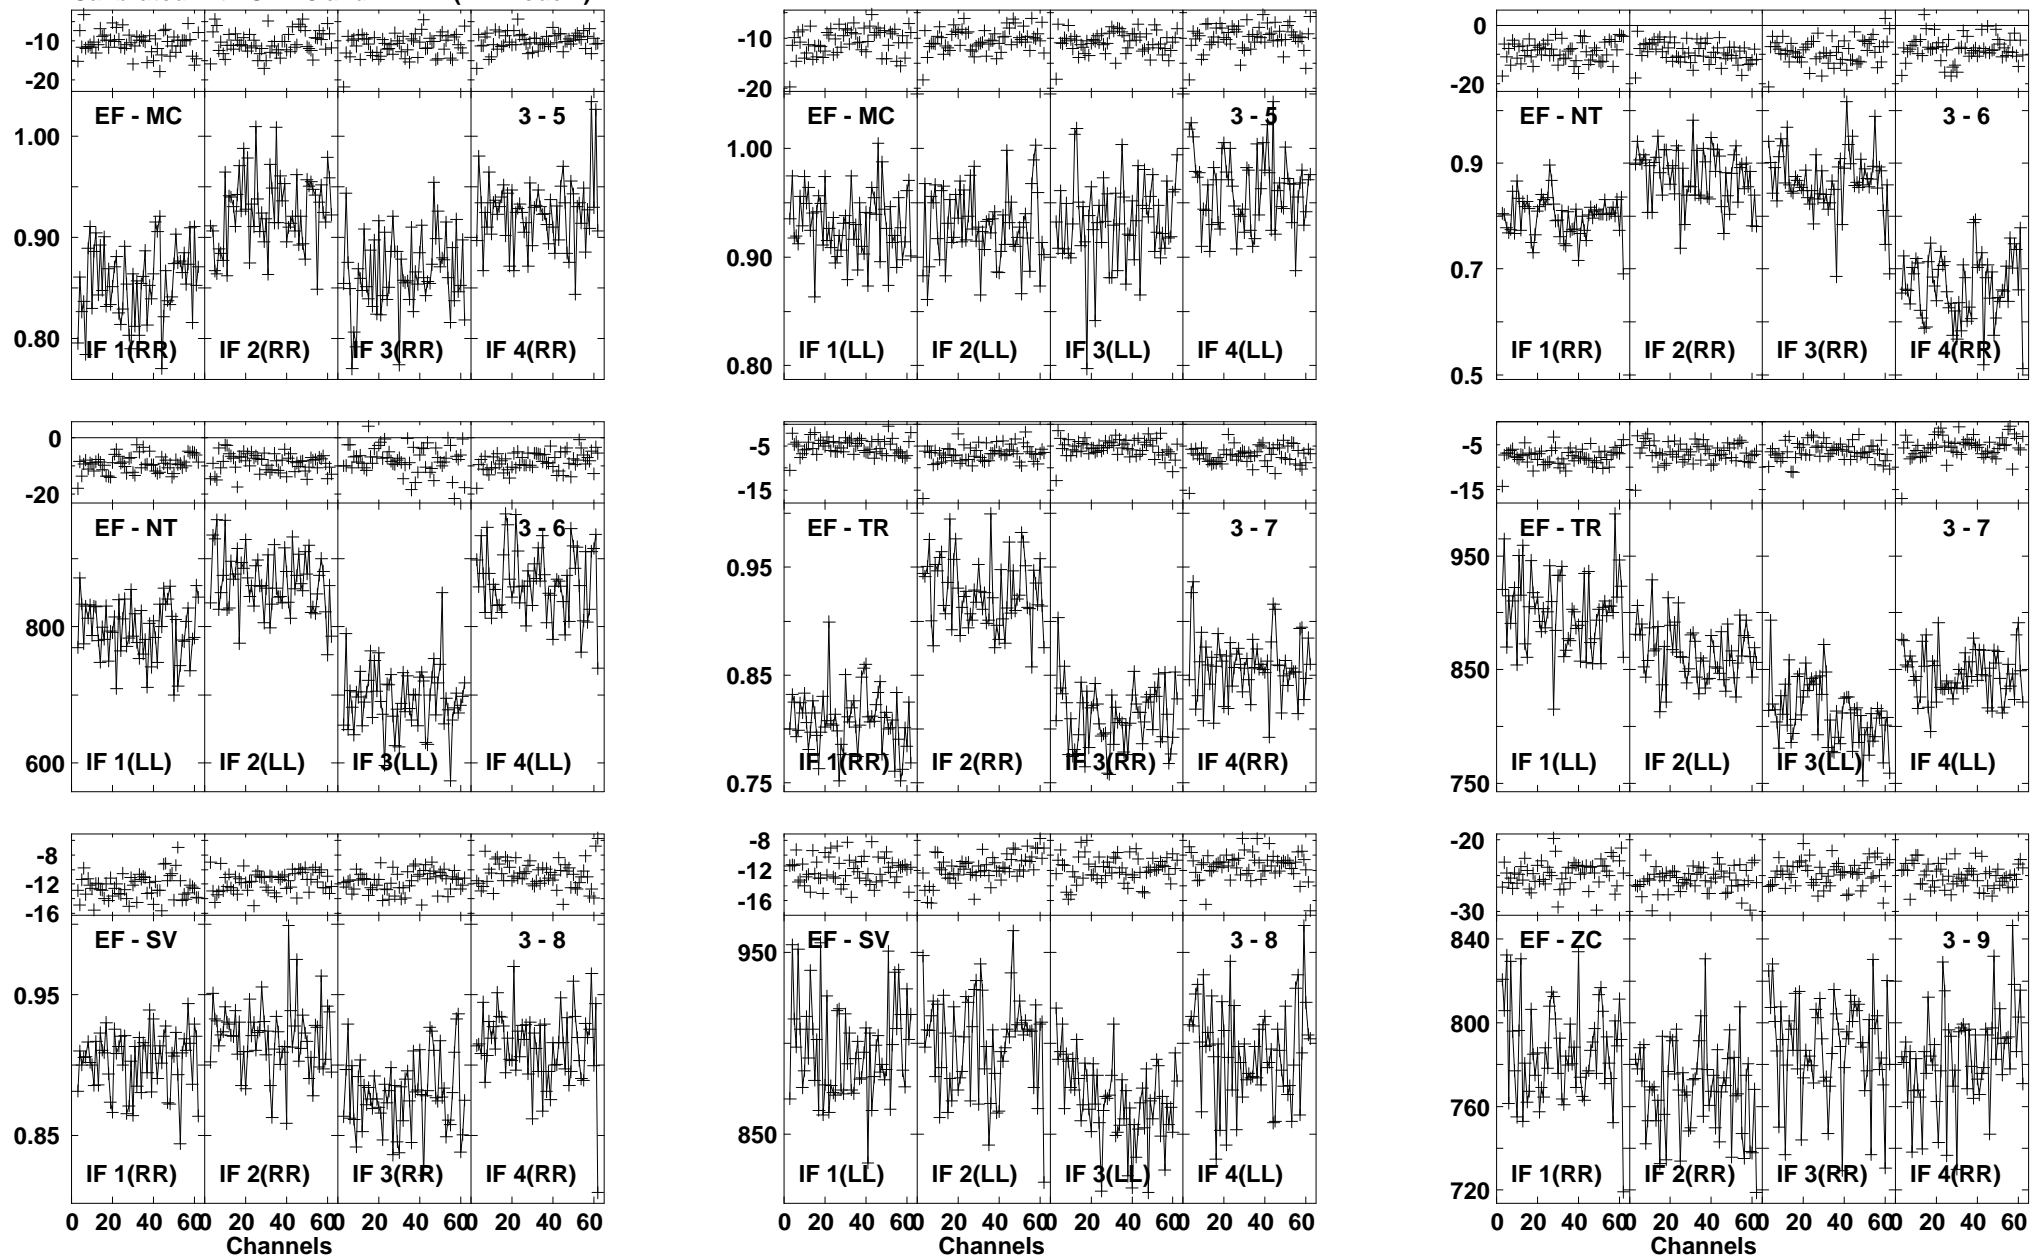 -10
-20
EF - MC 3 - 5
1.00
0.90
0.80
IF 1(RR) IF 2(RR) IF 3(RR) IF 4(RR)
-10
-20
EF - MC 3 - 5
1.00
0.90
0.80
IF 1(LL) IF 2(LL) IF 3(LL) IF 4(LL)
0
-20
EF - NT 3 - 6
0.9
0.7
0.5
IF 1(RR) IF 2(RR) IF 3(RR) IF 4(RR)
0
-20
EF - NT 3 - 6
800
600
IF 1(LL) IF 2(LL) IF 3(LL) IF 4(LL)
-5
-15
EF - TR 3 - 7
0.95
0.85
0.75
IF 1(RR) IF 2(RR) IF 3(RR) IF 4(RR)
-5
-15
EF - TR 3 - 7
950
850
750
IF 1(LL) IF 2(LL) IF 3(LL) IF 4(LL)
-8
-12
-16
EF - SV 3 - 8
0.95
0.85
IF 1(RR) IF 2(RR) IF 3(RR) IF 4(RR)
0 20 40 60 0 20 40 60 0 20 40 60 0 20 40 60
Channels
-8
-12
-16
EF - SV 3 - 8
950
850
IF 1(LL) IF 2(LL) IF 3(LL) IF 4(LL)
0 20 40 60 0 20 40 60 0 20 40 60 0 20 40 60
Channels
-20
-30
EF - ZC 3 - 9
840
800
760
720
IF 1(RR) IF 2(RR) IF 3(RR) IF 4(RR)
0 20 40 60 0 20 40 60 0 20 40 60 0 20 40 60
Channels